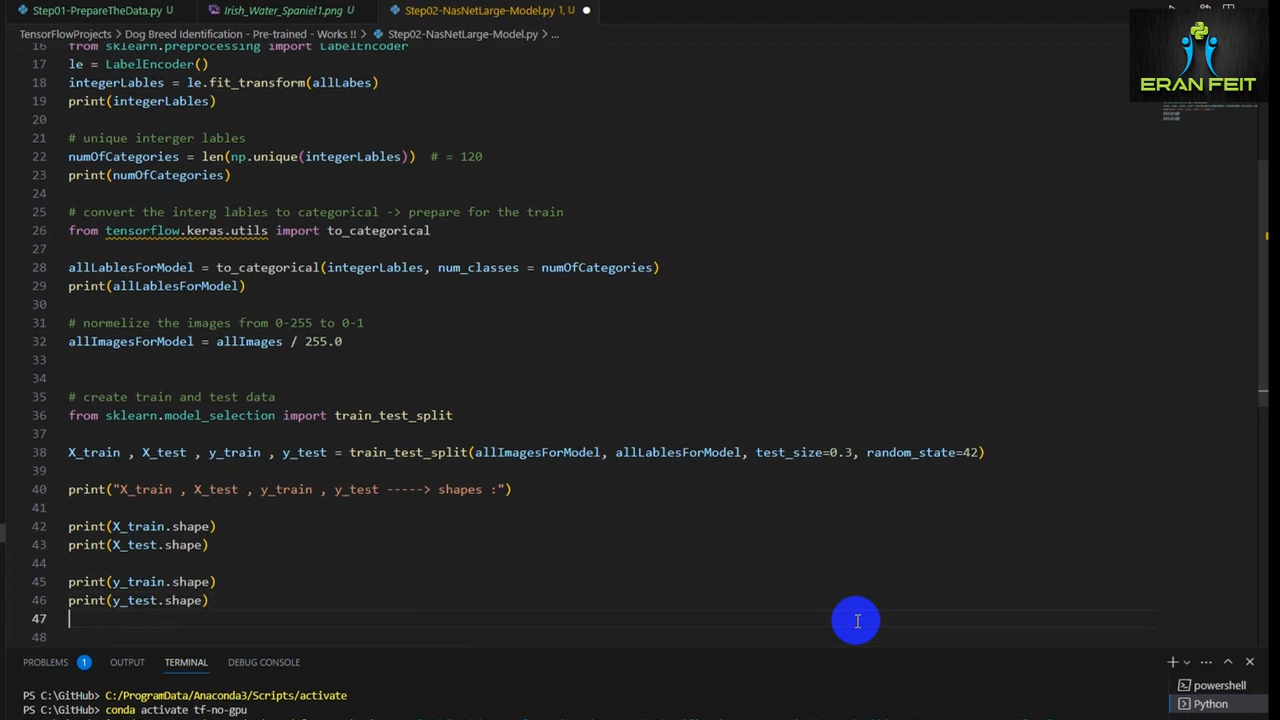 Step01-PrepareTheData.py U
Irish_Water_Spaniel1.png U
Step02-NasNetLarge-Model.py 1, U
TensorFlowProjects > Dog Breed Identification - Pre-trained - Works !! > Step02-NasNetLarge-Model.py > ...
ERAN FEIT
16 from sklearn.preprocessing import LabelEncoder
17 le = LabelEncoder()
18 integerLables = le.fit_transform(allLabes)
19 print(integerLables)
20
21 # unique interger lables
22 numOfCategories = len(np.unique(integerLables)) # = 120
23 print(numOfCategories)
24
25 # convert the interg lables to categorical -> prepare for the train
26 from tensorflow.keras.utils import to_categorical
27
28 allLablesForModel = to_categorical(integerLables, num_classes = numOfCategories)
29 print(allLablesForModel)
30
31 # normelize the images from 0-255 to 0-1
32 allImagesForModel = allImages / 255.0
33
34
35 # create train and test data
36 from sklearn.model_selection import train_test_split
37
38 X_train , X_test , y_train , y_test = train_test_split(allImagesForModel, allLablesForModel, test_size=0.3, random_state=42)
39
40 print("X_train , X_test , y_train , y_test -----> shapes :")
41
42 print(X_train.shape)
43 print(X_test.shape)
44
45 print(y_train.shape)
46 print(y_test.shape)
47
48
PROBLEMS 1 OUTPUT TERMINAL DEBUG CONSOLE
PS C:\GitHub> C:/ProgramData/Anaconda3/Scripts/activate
PS C:\GitHub> conda activate tf-no-gpu
powershell
Python